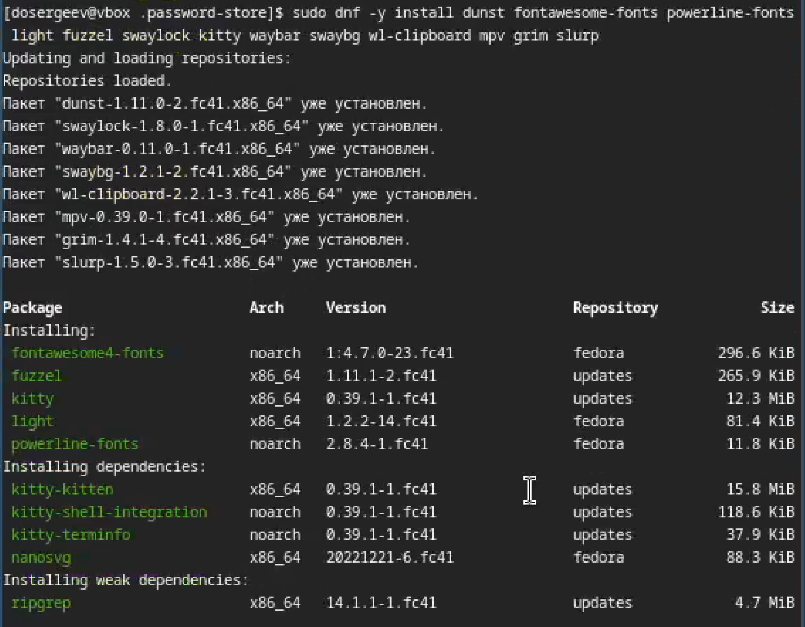 [dosergeev@vbox .password-store]$ sudo dnf -y install dunst fontawesome-fonts powerline-fonts
light fuzzel swaylock kitty waybar swaybg wl-clipboard mpv grim slurp
Updating and loading repositories:
Repositories loaded.
Пакет "dunst-1.11.0-2.fc41.x86_64" уже установлен.
Пакет "swaylock-1.8.0-1.fc41.x86_64" уже установлен.
Пакет "waybar-0.11.0-1.fc41.x86_64" уже установлен.
Пакет "swaybg-1.2.1-2.fc41.x86_64" уже установлен.
Пакет "wl-clipboard-2.2.1-3.fc41.x86_64" уже установлен.
Пакет "mpv-0.39.0-1.fc41.x86_64" уже установлен.
Пакет "grim-1.4.1-4.fc41.x86_64" уже установлен.
Пакет "slurp-1.5.0-3.fc41.x86_64" уже установлен.
Package Arch Version Repository Size
Installing:
fontawesome4-fonts noarch 1:4.7.0-23.fc41 fedora 296.6 KiB
fuzzel x86_64 1.11.1-2.fc41 updates 265.9 KiB
kitty x86_64 0.39.1-1.fc41 updates 12.3 MiB
light x86_64 1.2.2-14.fc41 fedora 81.4 KiB
powerline-fonts noarch 2.8.4-1.fc41 fedora 11.8 KiB
Installing dependencies:
kitty-kitten x86_64 0.39.1-1.fc41 updates 15.8 MiB
kitty-shell-integration noarch 0.39.1-1.fc41 updates 118.6 KiB
kitty-terminfo noarch 0.39.1-1.fc41 updates 37.9 KiB
nanosvg x86_64 20221221-6.fc41 fedora 88.3 KiB
Installing weak dependencies:
ripgrep x86_64 14.1.1-1.fc41 updates 4.7 MiB